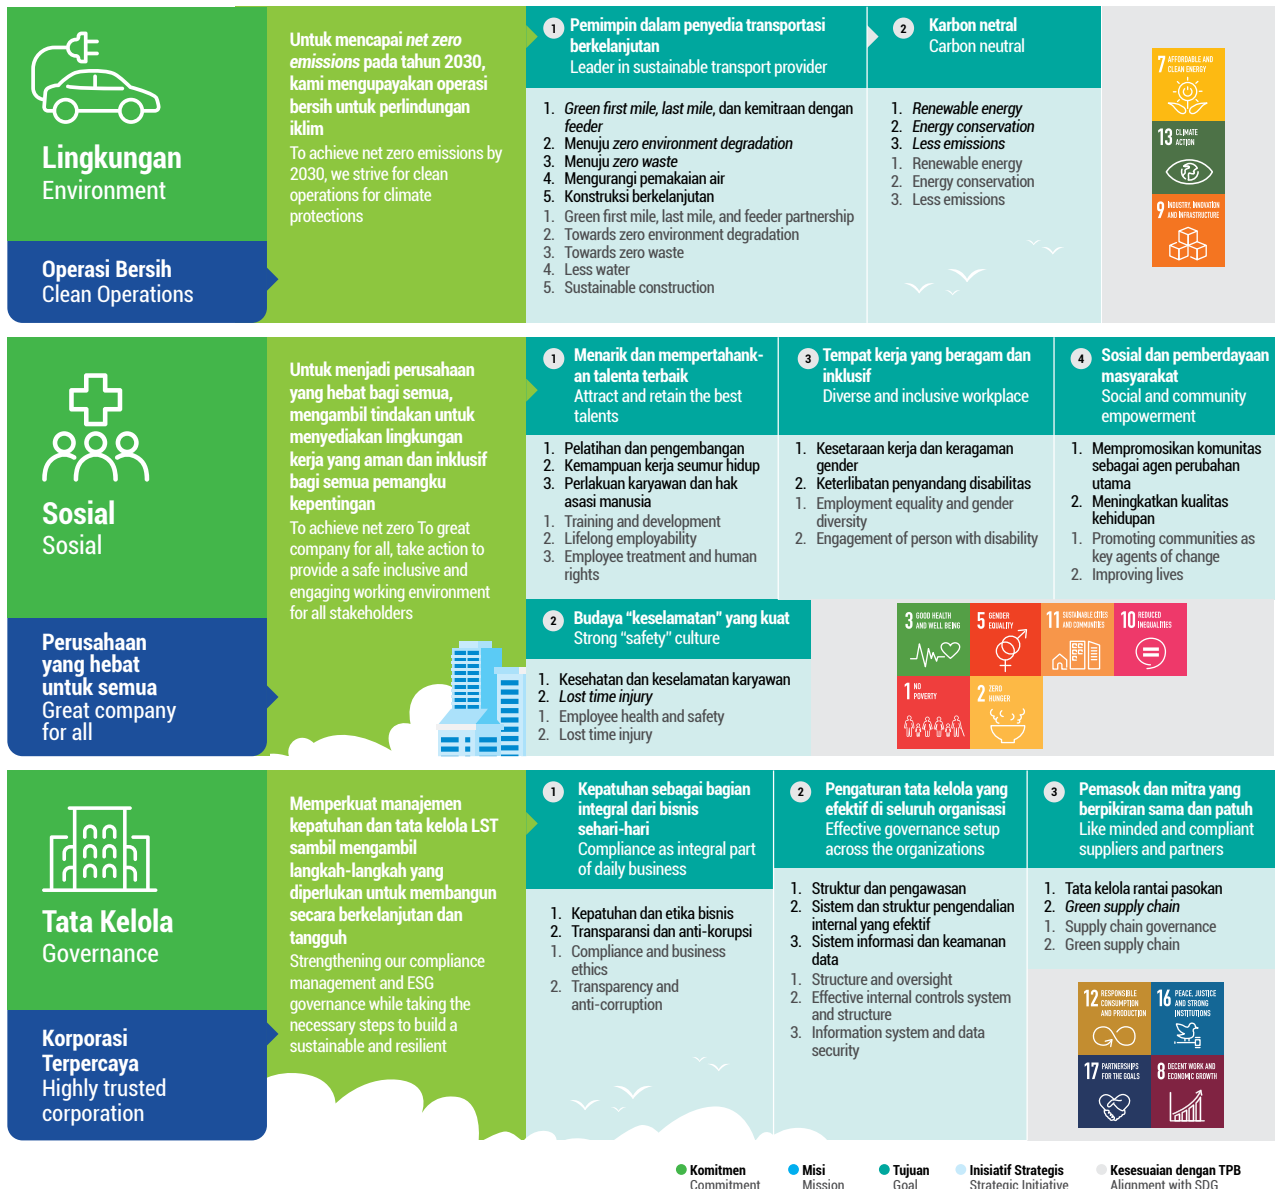 Lingkungan
Environment
Operasi Bersih
Clean Operations
Untuk mencapai net zero
emissions pada tahun 2030,
kami mengupayakan operasi
bersih untuk perlindungan
iklim
To achieve net zero emissions by
2030, we strive for clean
operations for climate
protections
1 Pemimpin dalam penyedia transportasi
berkelanjutan
Leader in sustainable transport provider
1. Green first mile, last mile, dan kemitraan dengan
feeder
2. Menuju zero environment degradation
3. Menuju zero waste
4. Mengurangi pemakaian air
5. Konstruksi berkelanjutan
1. Green first mile, last mile, and feeder partnership
2. Towards zero environment degradation
3. Towards zero waste
4. Less water
5. Sustainable construction
2 Karbon netral
Carbon neutral
1. Renewable energy
2. Energy conservation
3. Less emissions
1. Renewable energy
2. Energy conservation
3. Less emissions
7 AFFORDABLE AND
CLEAN ENERGY
13 CLIMATE
ACTION
9 INDUSTRY, INNOVATION
AND INFRASTRUCTURE
Sosial
Sosial
Perusahaan
yang hebat
untuk semua
Great company
for all
Untuk menjadi perusahaan
yang hebat bagi semua,
mengambil tindakan untuk
menyediakan lingkungan
kerja yang aman dan inklusif
bagi semua pemangku
kepentingan
To achieve net zero To great
company for all, take action to
provide a safe inclusive and
engaging working environment
for all stakeholders
1 Menarik dan mempertahank-
an talenta terbaik
Attract and retain the best
talents
1. Pelatihan dan pengembangan
2. Kemampuan kerja seumur hidup
3. Perlakuan karyawan dan hak
asasi manusia
1. Training and development
2. Lifelong employability
3. Employee treatment and human
rights
3 Tempat kerja yang beragam dan
inklusif
Diverse and inclusive workplace
1. Kesetaraan kerja dan keragaman
gender
2. Keterlibatan penyandang disabilitas
1. Employment equality and gender
diversity
2. Engagement of person with disability
4 Sosial dan pemberdayaan
masyarakat
Social and community
empowerment
1. Mempromosikan komunitas
sebagai agen perubahan
utama
2. Meningkatkan kualitas
kehidupan
1. Promoting communities as
key agents of change
2. Improving lives
2 Budaya “keselamatan” yang kuat
Strong “safety” culture
1. Kesehatan dan keselamatan karyawan
2. Lost time injury
1. Employee health and safety
2. Lost time injury
3 GOOD HEALTH
AND WELL BEING
5 GENDER
EQUALITY
11 SUSTAINABLE CITIES
AND COMMUNITIES
10 REDUCED
INEQUALITIES
1 NO
POVERTY
2 ZERO
HUNGER
Tata Kelola
Governance
Korporasi
Terpercaya
Highly trusted
corporation
Memperkuat manajemen
kepatuhan dan tata kelola LST
sambil mengambil
langkah-langkah yang
diperlukan untuk membangun
secara berkelanjutan dan
tangguh
Strengthening our compliance
management and ESG
governance while taking the
necessary steps to build a
sustainable and resilient
1 Kepatuhan sebagai bagian
integral dari bisnis
sehari-hari
Compliance as integral part
of daily business
1. Kepatuhan dan etika bisnis
2. Transparansi dan anti-korupsi
1. Compliance and business
ethics
2. Transparency and
anti-corruption
2 Pengaturan tata kelola yang
efektif di seluruh organisasi
Effective governance setup
across the organizations
1. Struktur dan pengawasan
2. Sistem dan struktur pengendalian
internal yang efektif
3. Sistem informasi dan keamanan
data
1. Structure and oversight
2. Effective internal controls system
and structure
3. Information system and data
security
3 Pemasok dan mitra yang
berpikiran sama dan patuh
Like minded and compliant
suppliers and partners
1. Tata kelola rantai pasokan
2. Green supply chain
1. Supply chain governance
2. Green supply chain
12 RESPONSIBLE
CONSUMPTION
AND PRODUCTION
16 PEACE, JUSTICE
AND STRONG
INSTITUTIONS
17 PARTNERSHIPS
FOR THE GOALS
8 DECENT WORK AND
ECONOMIC GROWTH
Komitmen
Commitment
Misi
Mission
Tujuan
Goal
Inisiatif Strategis
Strategic Initiative
Kesesuaian dengan TPB
Alignment with SDG